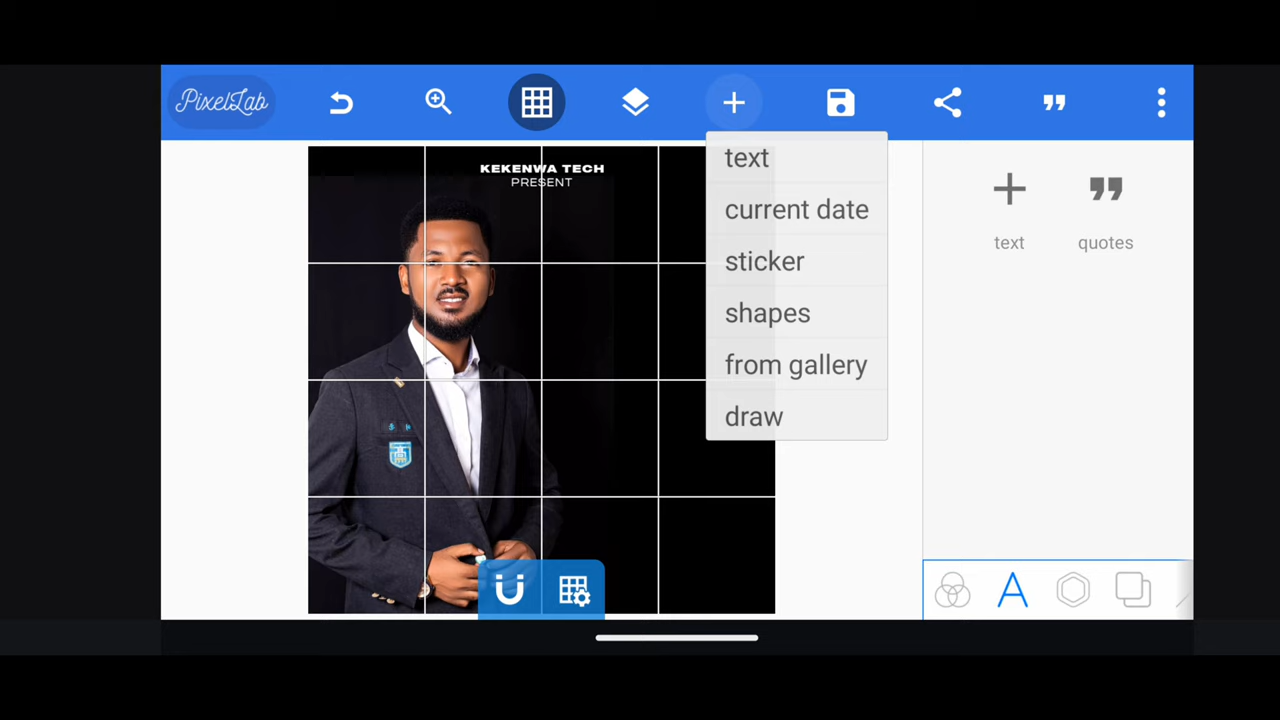 PixelLab
KEKENWA TECH
PRESENT
text
current date
sticker
shapes
from gallery
draw
text
quotes